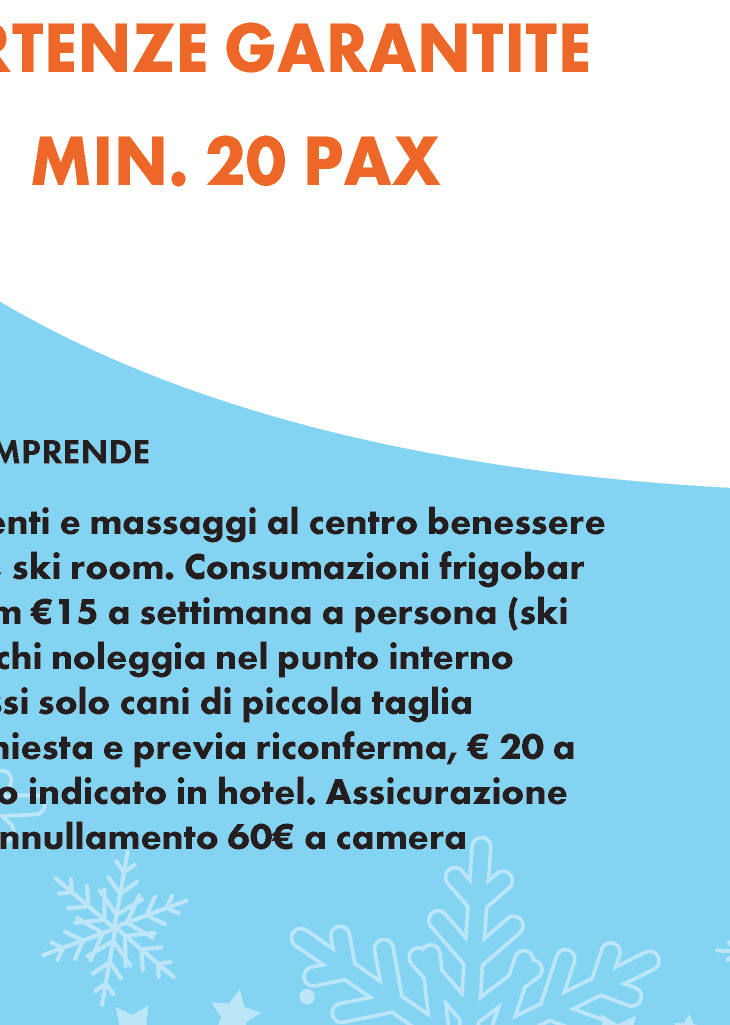 RTENZE GARANTITE
MIN. 20 PAX
MPRENDE
enti e massaggi al centro benessere
, ski room. Consumazioni frigobar
m €15 a settimana a persona (ski
chi noleggia nel punto interno
ssi solo cani di piccola taglia
hiesta e previa riconferma, € 20 a
o indicato in hotel. Assicurazione
nnullamento 60€ a camera